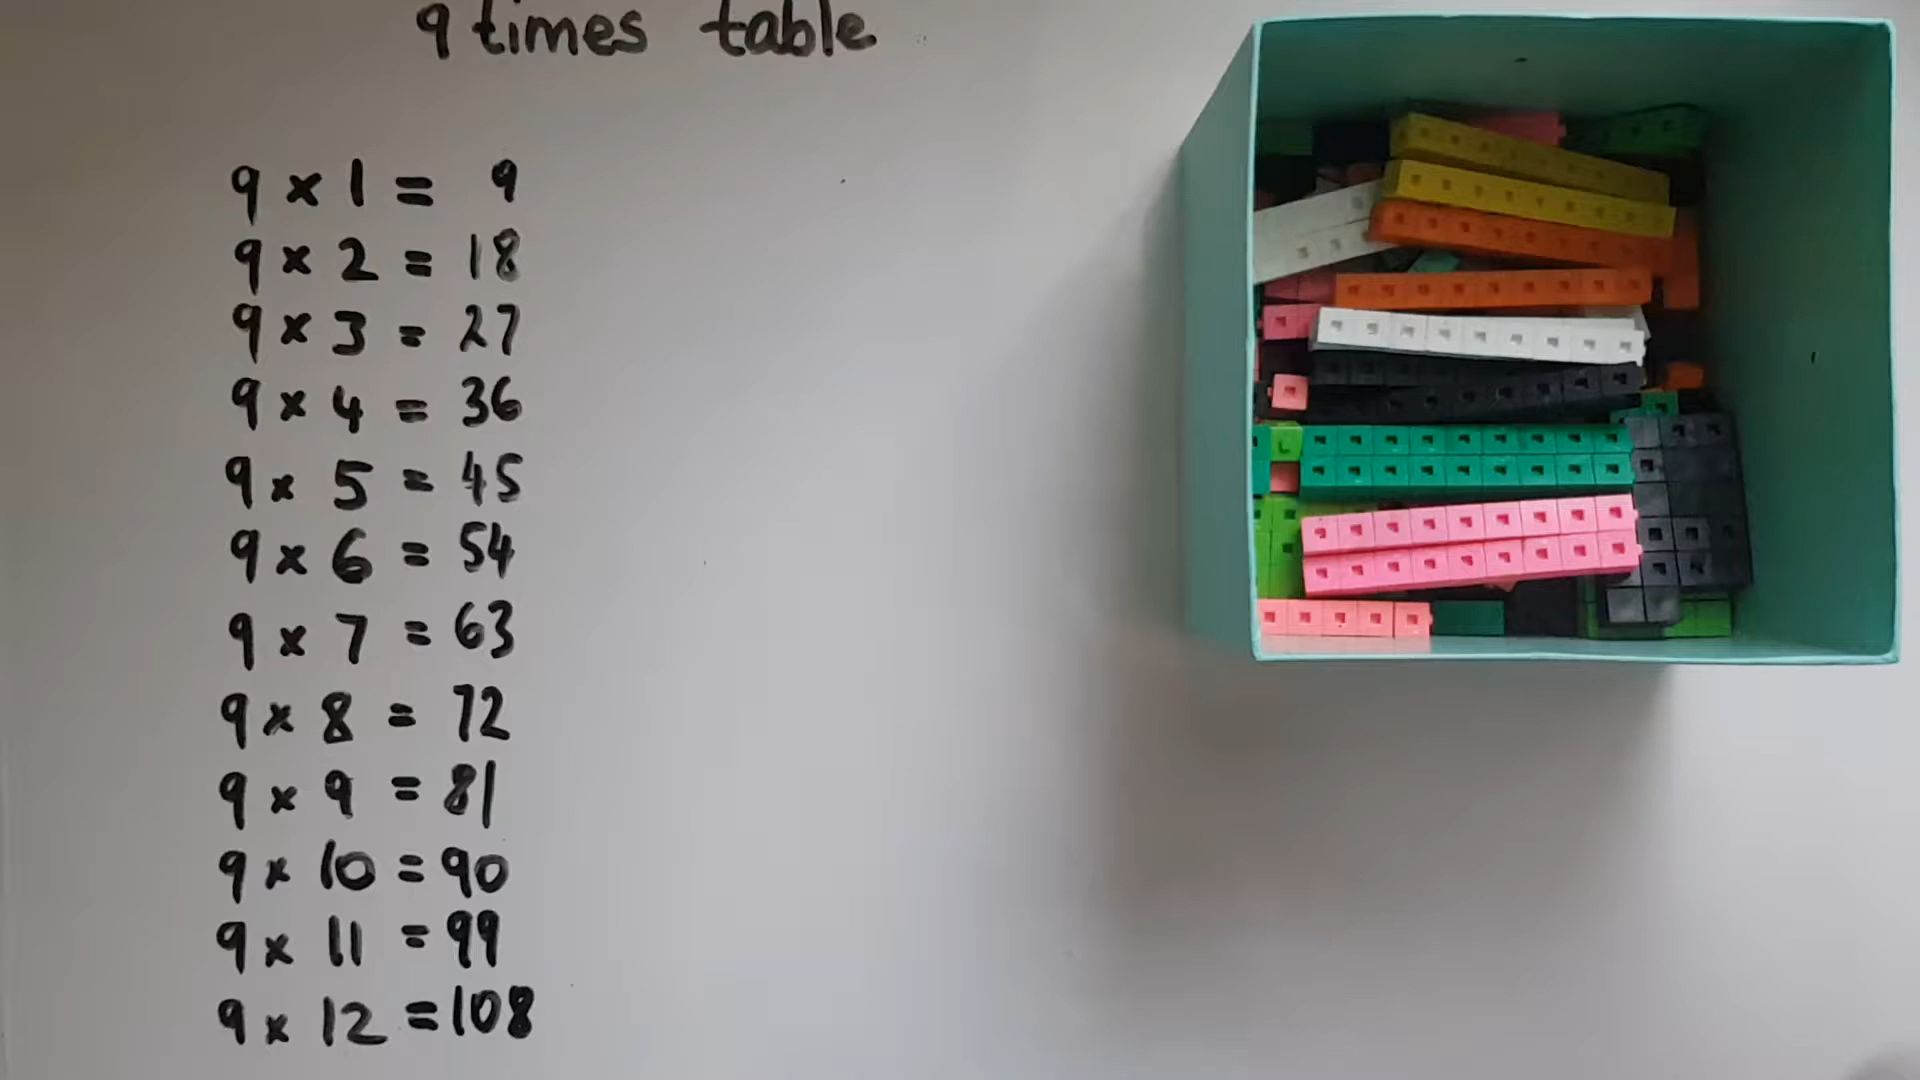 9 times table
9 × 1 = 9
9 × 2 = 18
9 × 3 = 27
9 × 4 = 36
9 × 5 = 45
9 × 6 = 54
9 × 7 = 63
9 × 8 = 72
9 × 9 = 81
9 × 10 = 90
9 × 11 = 99
9 × 12 = 108